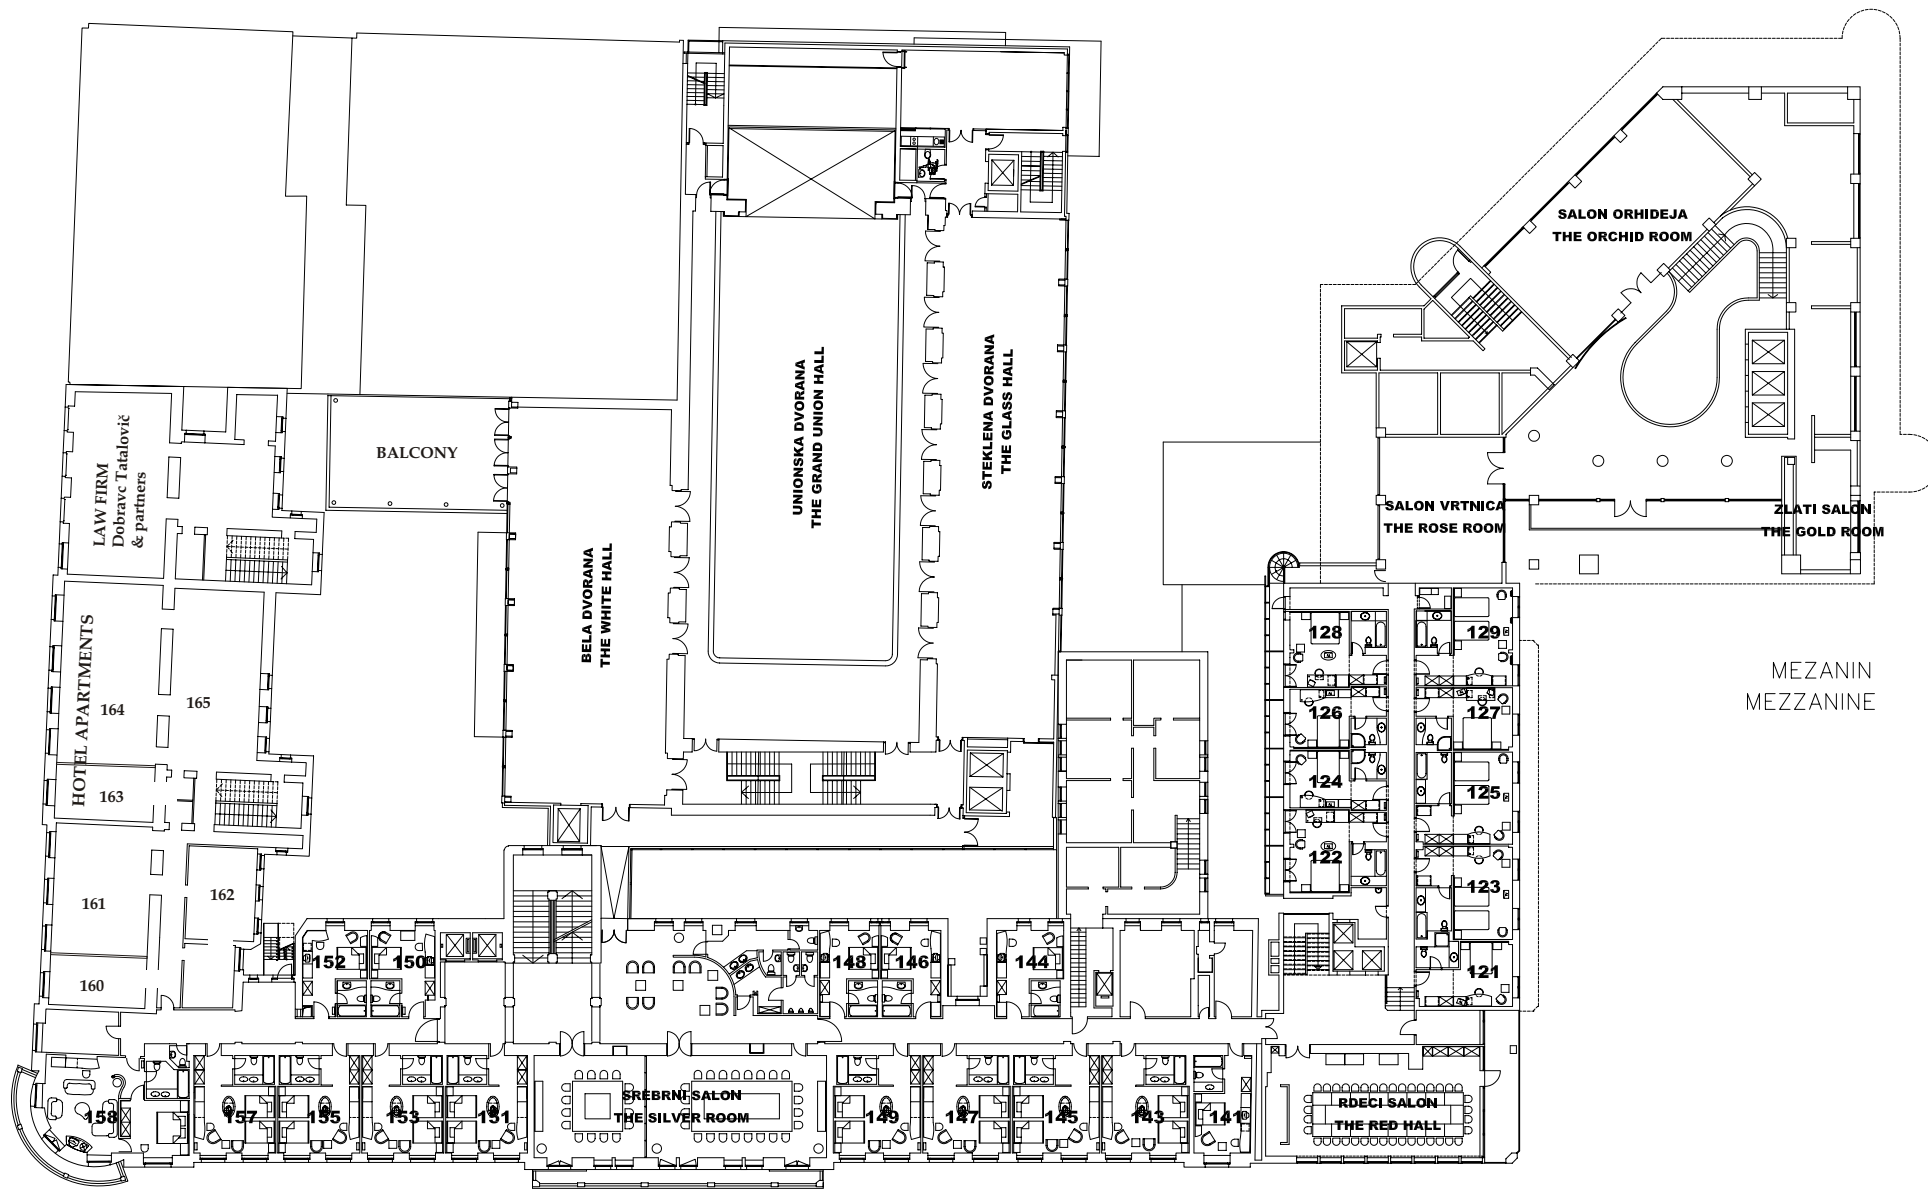 SALON ORHIDEJA
THE ORCHID ROOM
UNIONSKA DVORANA
THE GRAND UNION HALL
STEKLENA DVORANA
THE GLASS HALL
BALCONY
LAW FIRM
Dobravc Tatalovič
& partners
SALON VRTNICA
THE ROSE ROOM
ZLATI SALON
THE GOLD ROOM
BELA DVORANA
THE WHITE HALL
HOTEL APARTMENTS
164
165
163
161
162
160
128
129
126
127
124
125
122
123
121
MEZANIN
MEZZANINE
152
150
148
146
144
158
157
155
153
151
SREBRNI SALON
THE SILVER ROOM
149
147
145
143
141
RDECI SALON
THE RED HALL